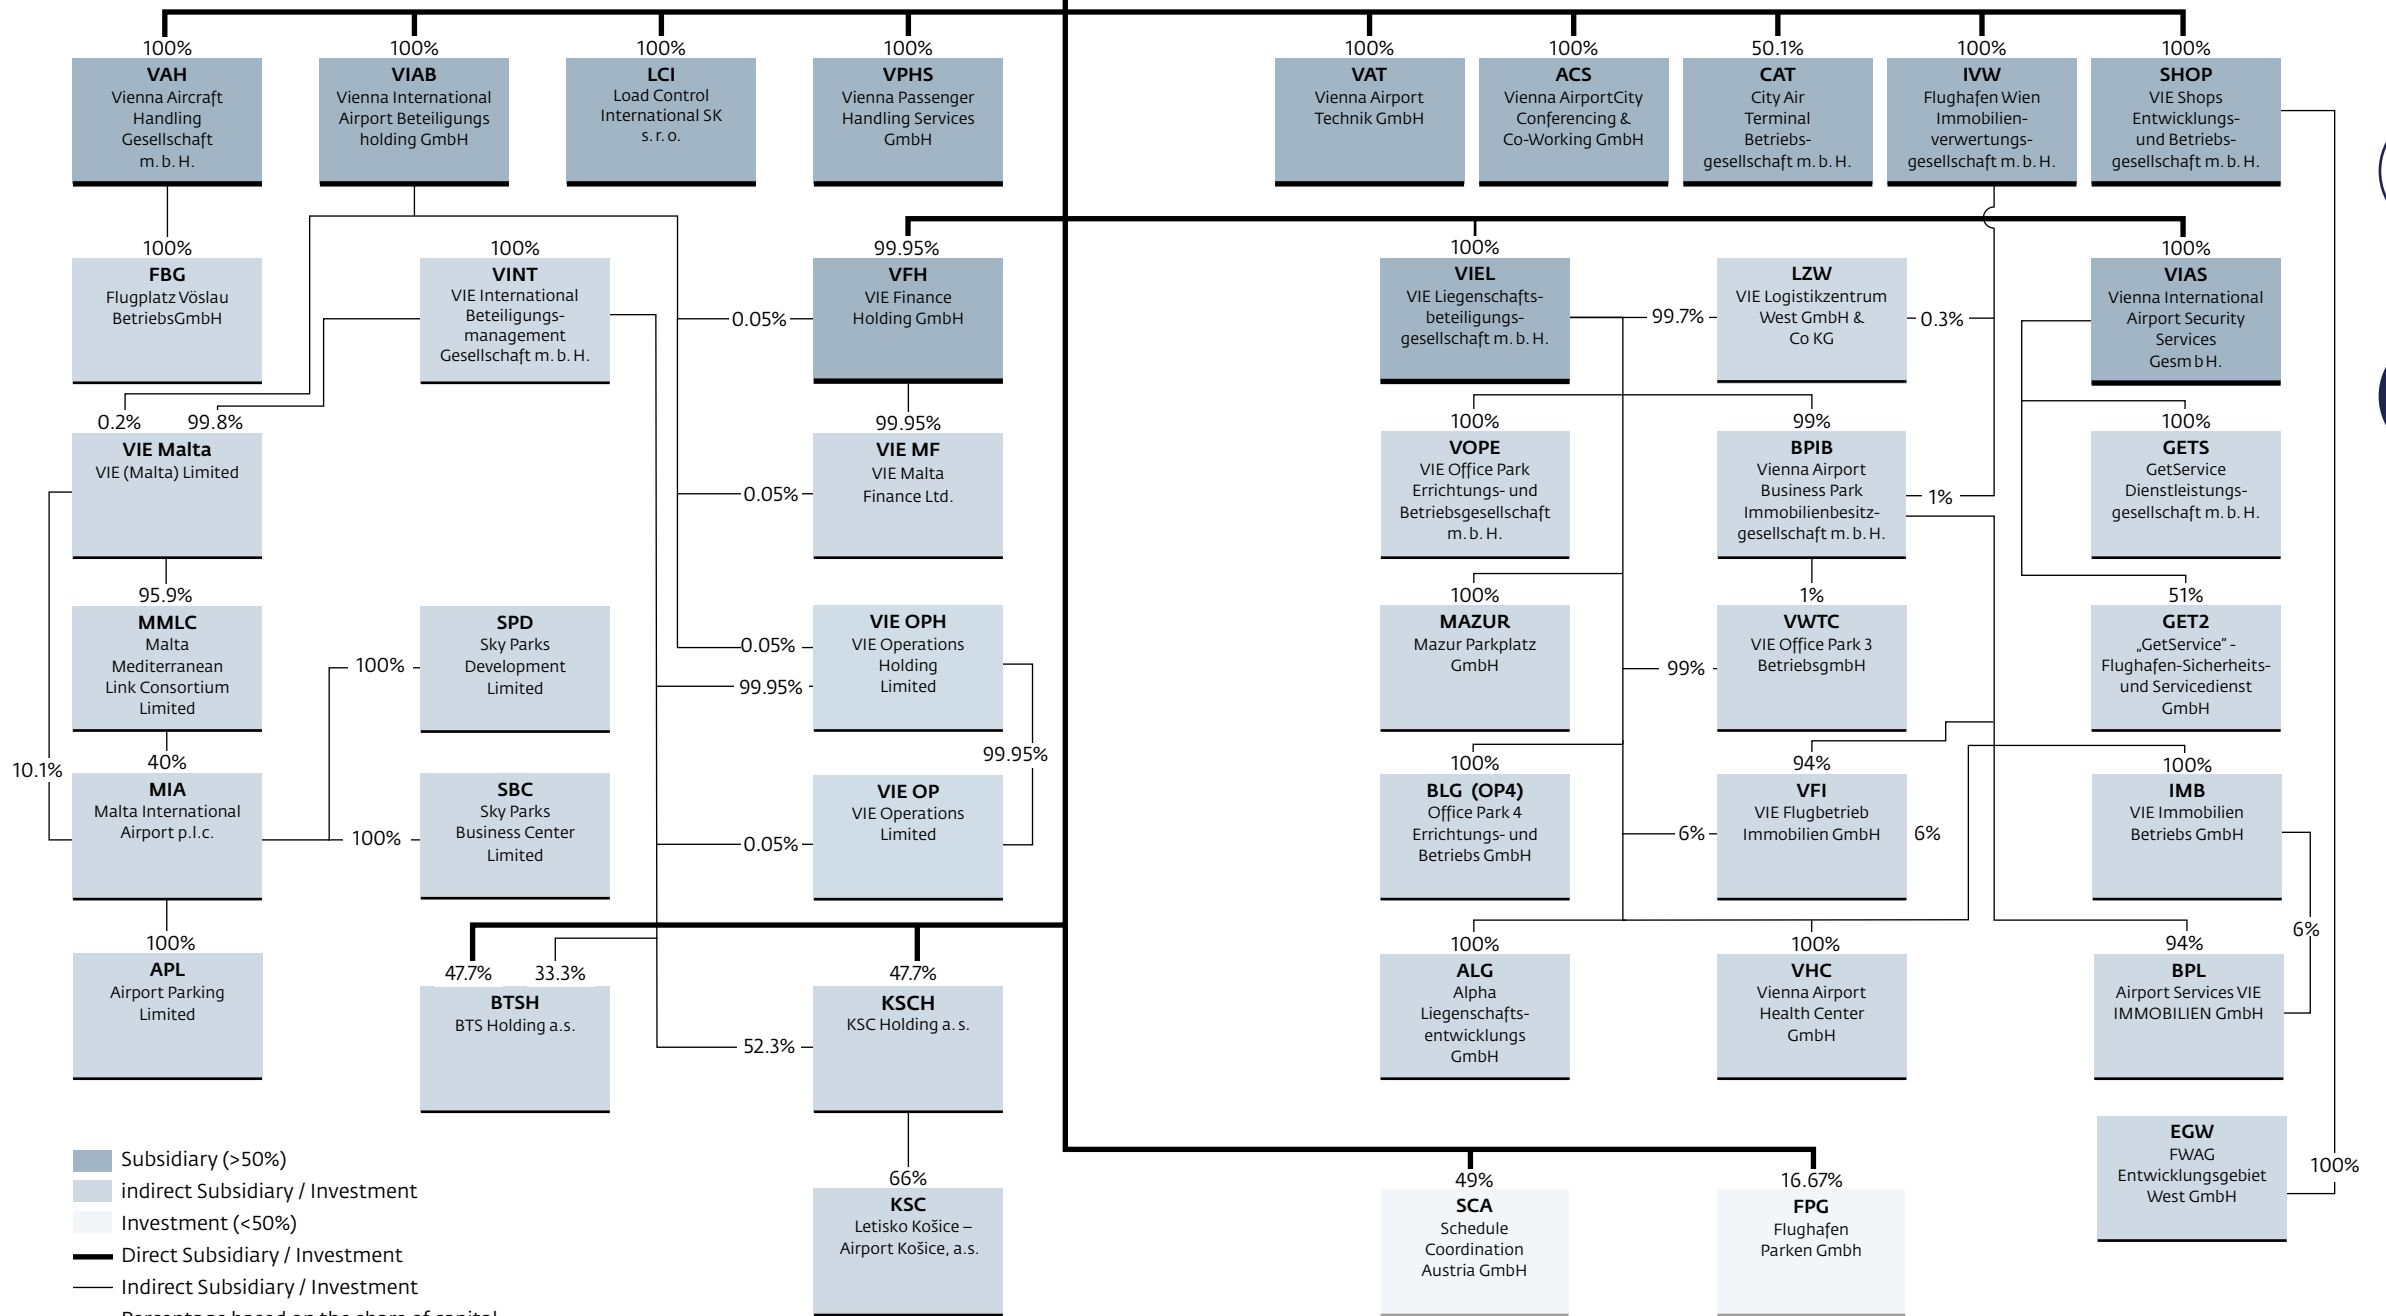 100%
VAH
Vienna Aircraft
Handling
Gesellschaft
m. b. H.
100%
VIAB
Vienna International
Airport Beteiligungs
holding GmbH
100%
LCI
Load Control
International SK
s. r. o.
100%
VPHS
Vienna Passenger
Handling Services
GmbH
100%
VAT
Vienna Airport
Technik GmbH
100%
ACS
Vienna AirportCity
Conferencing &
Co-Working GmbH
50.1%
CAT
City Air
Terminal
Betriebs-
gesellschaft m. b. H.
100%
IVW
Flughafen Wien
Immobilien-
verwertungs-
gesellschaft m. b. H.
100%
SHOP
VIE Shops
Entwicklungs-
und Betriebs-
gesellschaft m. b. H.
100%
FBG
Flugplatz Vöslau
BetriebsGmbH
100%
VINT
VIE International
Beteiligungs-
management
Gesellschaft m. b. H.
0.05%
99.95%
VFH
VIE Finance
Holding GmbH
100%
VIEL
VIE Liegenschafts-
beteiligungs-
gesellschaft m. b. H.
99.7%
LZW
VIE Logistikzentrum
West GmbH &
Co KG
0.3%
100%
VIAS
Vienna International
Airport Security
Services
Gesm b H.
0.2%
99.8%
VIE Malta
VIE (Malta) Limited
0.05%
99.95%
VIE MF
VIE Malta
Finance Ltd.
100%
VOPE
VIE Office Park
Errichtungs- und
Betriebsgesellschaft
m. b. H.
99%
BPIB
Vienna Airport
Business Park
Immobilienbesitz-
gesellschaft m. b. H.
1%
100%
GETS
GetService
Dienstleistungs-
gesellschaft m. b. H.
95.9%
MMLC
Malta
Mediterranean
Link Consortium
Limited
100%
SPD
Sky Parks
Development
Limited
0.05%
99.95%
VIE OPH
VIE Operations
Holding
Limited
99.95%
100%
MAZUR
Mazur Parkplatz
GmbH
99%
1%
VWTC
VIE Office Park 3
BetriebsgmbH
51%
GET2
„GetService” -
Flughafen-Sicherheits-
und Servicedienst
GmbH
10.1%
40%
MIA
Malta International
Airport p.l.c.
100%
SBC
Sky Parks
Business Center
Limited
0.05%
VIE OP
VIE Operations
Limited
100%
BLG (OP4)
Office Park 4
Errichtungs- und
Betriebs GmbH
6%
94%
VFI
VIE Flugbetrieb
Immobilien GmbH
6%
100%
IMB
VIE Immobilien
Betriebs GmbH
6%
100%
APL
Airport Parking
Limited
47.7%
33.3%
BTSH
BTS Holding a.s.
52.3%
47.7%
KSCH
KSC Holding a. s.
100%
ALG
Alpha
Liegenschafts-
entwicklungs
GmbH
100%
VHC
Vienna Airport
Health Center
GmbH
94%
BPL
Airport Services VIE
IMMOBILIEN GmbH
EGW
FWAG
Entwicklungsgebiet
West GmbH
100%
66%
KSC
Letisko Košice –
Airport Košice, a.s.
49%
SCA
Schedule
Coordination
Austria GmbH
16.67%
FPG
Flughafen
Parken Gmbh
Subsidiary (>50%)
indirect Subsidiary / Investment
Investment (<50%)
Direct Subsidiary / Investment
Indirect Subsidiary / Investment
Percentage based on the share of capital